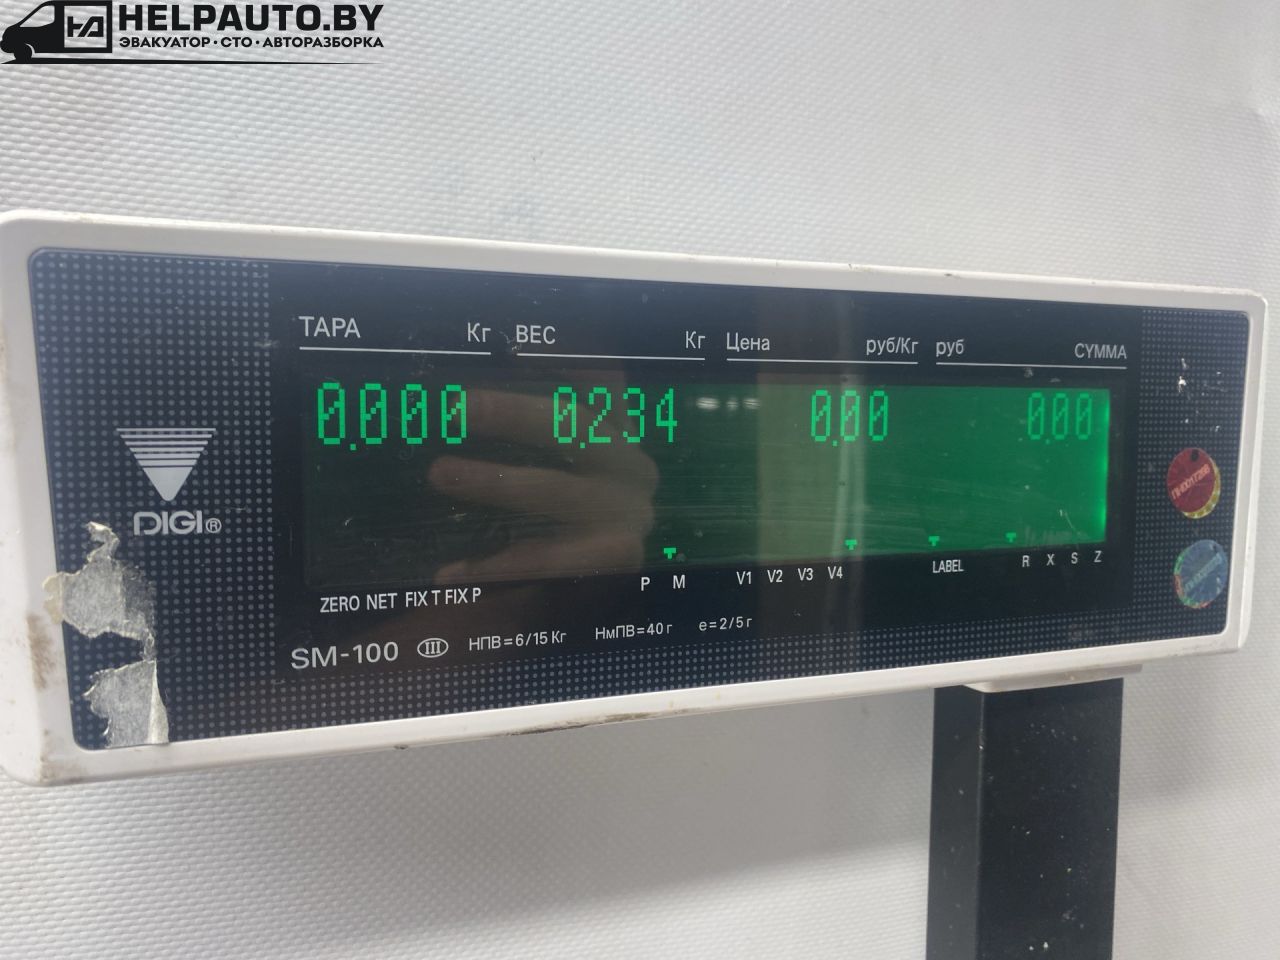 HELPAUTO.BY
ЭВАКУАТОР·СТО·АВТОРАЗБОРКА
ТАРА Кг ВЕС Кг Цена руб/Кг руб СУММА
0.000 0.234 0.00 0.00
DIGI®
ZERO NET FIX T FIX P P M V1 V2 V3 V4 LABEL R X S Z
SM-100 III НПВ=6/15 Кг НмПВ=40 г e=2/5 г